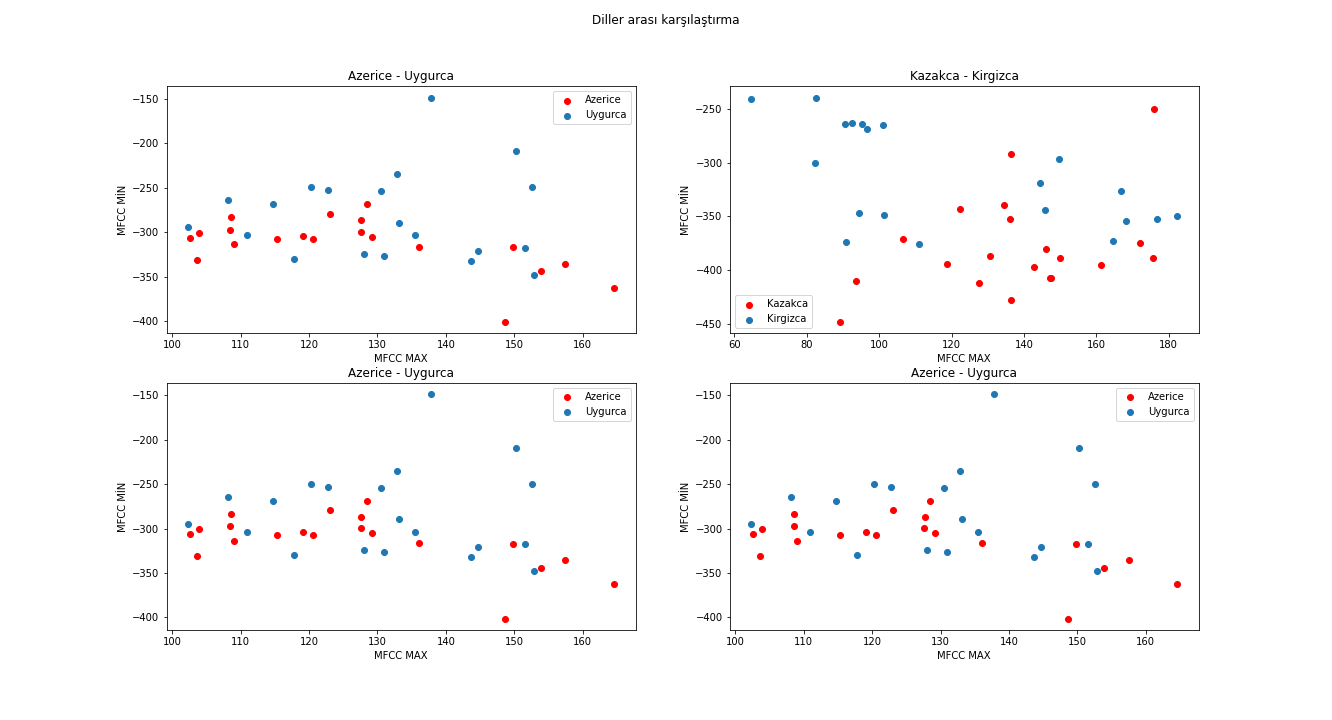 Diller arası karşılaştırma
Azerice - Uygurca
−150
−200
−250
−300
−350
−400
MFCC MİN
Azerice
Uygurca
100 110 120 130 140 150 160
MFCC MAX
Kazakca - Kirgizca
−250
−300
−350
−400
−450
MFCC MİN
Kazakca
Kirgizca
60 80 100 120 140 160 180
MFCC MAX
Azerice - Uygurca
−150
−200
−250
−300
−350
−400
MFCC MİN
Azerice
Uygurca
100 110 120 130 140 150 160
MFCC MAX
Azerice - Uygurca
−150
−200
−250
−300
−350
−400
MFCC MİN
Azerice
Uygurca
100 110 120 130 140 150 160
MFCC MAX